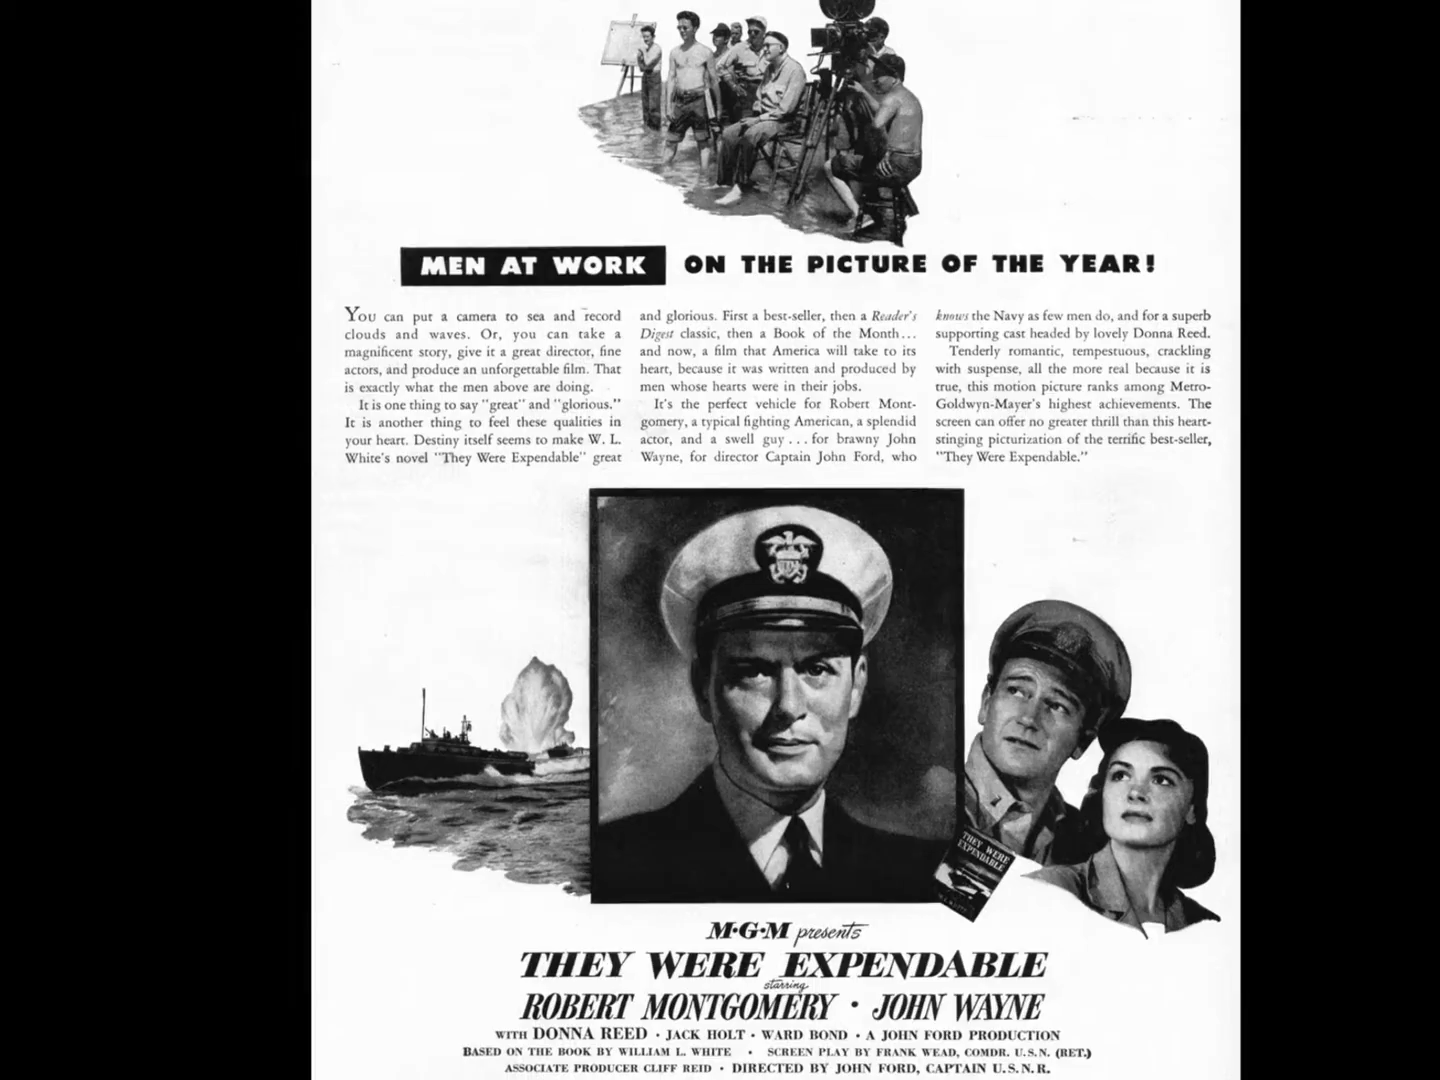 MEN AT WORK ON THE PICTURE OF THE YEAR!
You can put a camera to sea and record
clouds and waves. Or, you can take a
magnificent story, give it a great director, fine
actors, and produce an unforgettable film. That
is exactly what the men above are doing.
It is one thing to say "great" and "glorious."
It is another thing to feel these qualities in
your heart. Destiny itself seems to make W. L.
White's novel "They Were Expendable" great
and glorious. First a best-seller, then a Reader's
Digest classic, then a Book of the Month...
and now, a film that America will take to its
heart, because it was written and produced by
men whose hearts were in their jobs.
It's the perfect vehicle for Robert Mont-
gomery, a typical fighting American, a splendid
actor, and a swell guy...for brawny John
Wayne, for director Captain John Ford, who
knows the Navy as few men do, and for a superb
supporting cast headed by lovely Donna Reed.
Tenderly romantic, tempestuous, crackling
with suspense, all the more real because it is
true, this motion picture ranks among Metro-
Goldwyn-Mayer's highest achievements. The
screen can offer no greater thrill than this heart-
stinging picturization of the terrific best-seller,
"They Were Expendable."
THEY WERE
EXPENDABLE
M·G·M presents
THEY WERE EXPENDABLE
starring
ROBERT MONTGOMERY · JOHN WAYNE
WITH DONNA REED · JACK HOLT · WARD BOND · A JOHN FORD PRODUCTION
BASED ON THE BOOK BY WILLIAM L. WHITE · SCREEN PLAY BY FRANK WEAD, COMDR. U.S.N. (RET.)
ASSOCIATE PRODUCER CLIFF REID · DIRECTED BY JOHN FORD, CAPTAIN U.S.N.R.